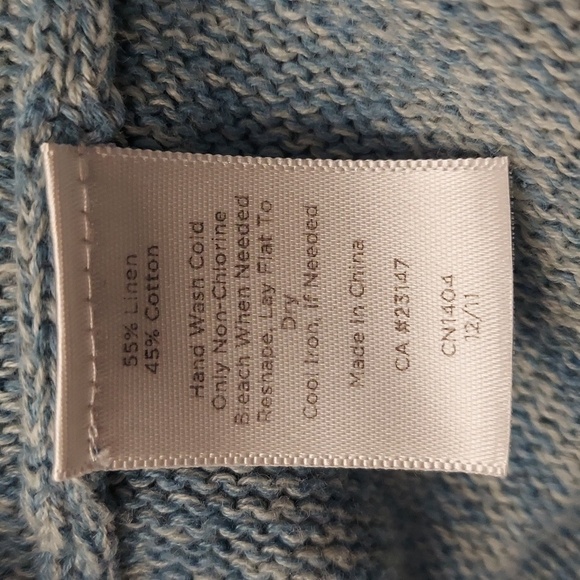 55% Linen
45% Cotton
Hand Wash Cold
Only Non-Chlorine
Bleach When Needed
Reshape, Lay Flat To
Dry
Cool Iron, If Needed
Made in China
CA #23147
CN1404
12/11